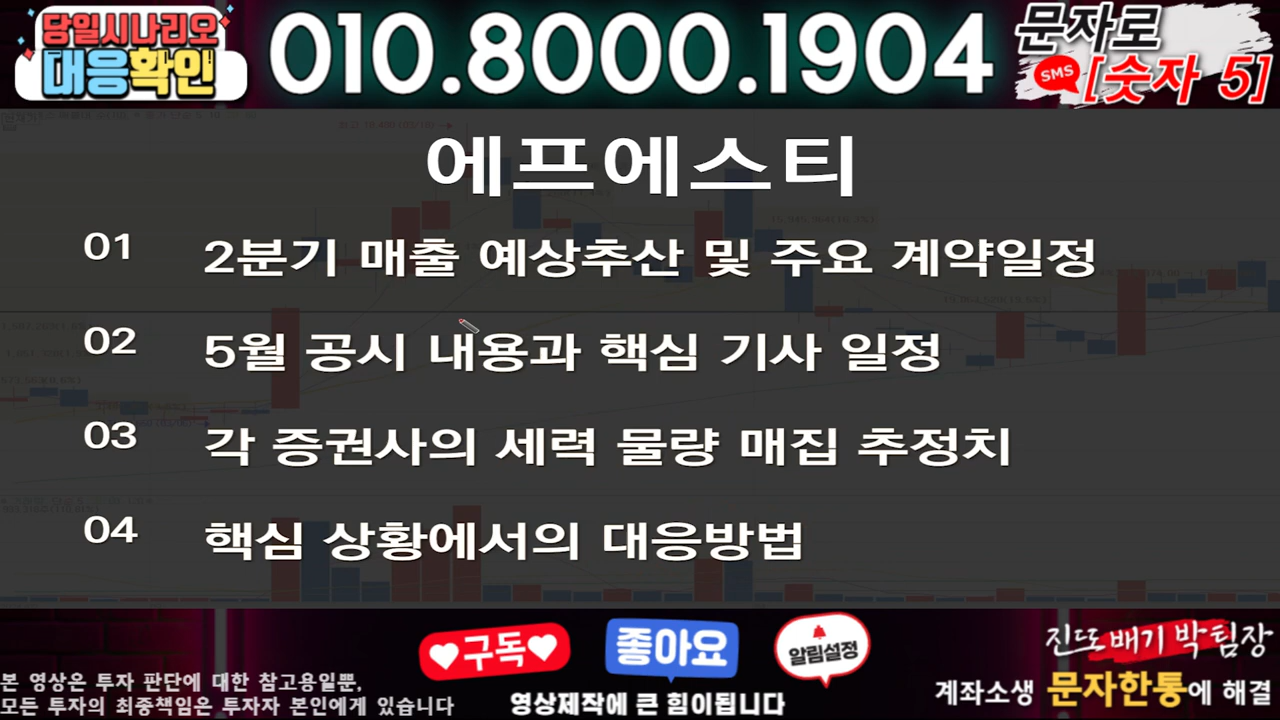 당일시나리오
대응확인
010.8000.1904
문자로
SMS
[숫자 5]
에프에스티
01 2분기 매출 예상추산 및 주요 계약일정
02 5월 공시 내용과 핵심 기사 일정
03 각 증권사의 세력 물량 매집 추정치
04 핵심 상황에서의 대응방법
구독
좋아요
알림설정
진또배기 박팀장
본 영상은 투자 판단에 대한 참고용일뿐,
모든 투자의 최종책임은 투자자 본인에게 있습니다
영상제작에 큰 힘이됩니다
계좌소생 문자한통에 해결